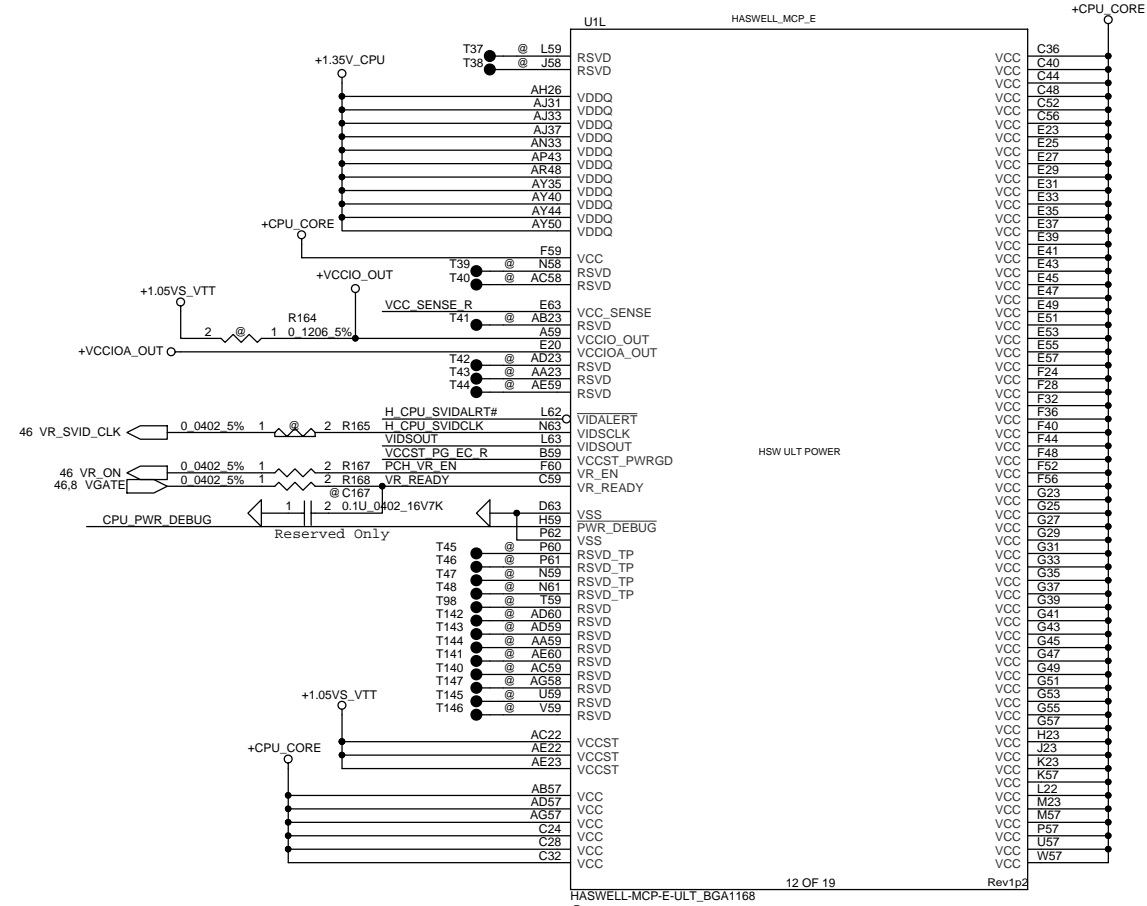 U1L HASWELL_MCP_E +CPU_CORE
T37 @ L59 RSVD VCC C36
T38 @ J58 RSVD VCC C40
+1.35V_CPU VCC C44
AH26 VDDQ VCC C48
AJ31 VDDQ VCC C52
AJ33 VDDQ VCC C56
AJ37 VDDQ VCC E23
AN33 VDDQ VCC E25
AP43 VDDQ VCC E27
AR48 VDDQ VCC E29
AY35 VDDQ VCC E31
AY40 VDDQ VCC E33
AY44 VDDQ VCC E35
AY50 VDDQ VCC E37
+CPU_CORE VCC E39
F59 VCC VCC E41
T39 @ N58 RSVD VCC E43
T40 @ AC58 RSVD VCC E45
+VCCIO_OUT VCC E47
VCC_SENSE_R E63 VCC_SENSE VCC E49
T41 @ AB23 RSVD VCC E51
+1.05VS_VTT R164 2 @ 1 0_1206_5% A59 VCCIO_OUT VCC E53
+VCCIOA_OUT E20 VCCIOA_OUT VCC E55
T42 @ AD23 RSVD VCC E57
T43 @ AA23 RSVD VCC F24
T44 @ AE59 RSVD VCC F28
VCC F32
H_CPU_SVIDALRT# L62 VIDALERT VCC F36
46 VR_SVID_CLK 0_0402_5% 1 @ 2 R165 H_CPU_SVIDCLK N63 VIDSCLK VCC F40
VIDSOUT L63 VIDSOUT VCC F44
VCCST_PG_EC_R B59 VCCST_PWRGD HSW ULT POWER VCC F48
46 VR_ON 0_0402_5% 1 2 R167 PCH_VR_EN F60 VR_EN VCC F52
46,8 VGATE 0_0402_5% 1 2 R168 VR_READY C59 VR_READY VCC F56
@ C167 VCC G23
1 2 0.1U_0402_16V7K D63 VSS VCC G25
CPU_PWR_DEBUG H59 PWR_DEBUG VCC G27
Reserved Only P62 VSS VCC G29
T45 @ P60 RSVD_TP VCC G31
T46 @ P61 RSVD_TP VCC G33
T47 @ N59 RSVD_TP VCC G35
T48 @ N61 RSVD_TP VCC G37
T98 @ T59 RSVD VCC G39
T142 @ AD60 RSVD VCC G41
T143 @ AD59 RSVD VCC G43
T144 @ AA59 RSVD VCC G45
T141 @ AE60 RSVD VCC G47
T140 @ AC59 RSVD VCC G49
T147 @ AG58 RSVD VCC G51
T145 @ U59 RSVD VCC G53
T146 @ V59 RSVD VCC G55
+1.05VS_VTT VCC G57
AC22 VCCST VCC H23
AE22 VCCST VCC J23
AE23 VCCST VCC K23
+CPU_CORE VCC K57
AB57 VCC VCC L22
AD57 VCC VCC M23
AG57 VCC VCC M57
C24 VCC VCC P57
C28 VCC VCC U57
C32 VCC VCC W57
12 OF 19 Rev1p2
HASWELL-MCP-E-ULT_BGA1168